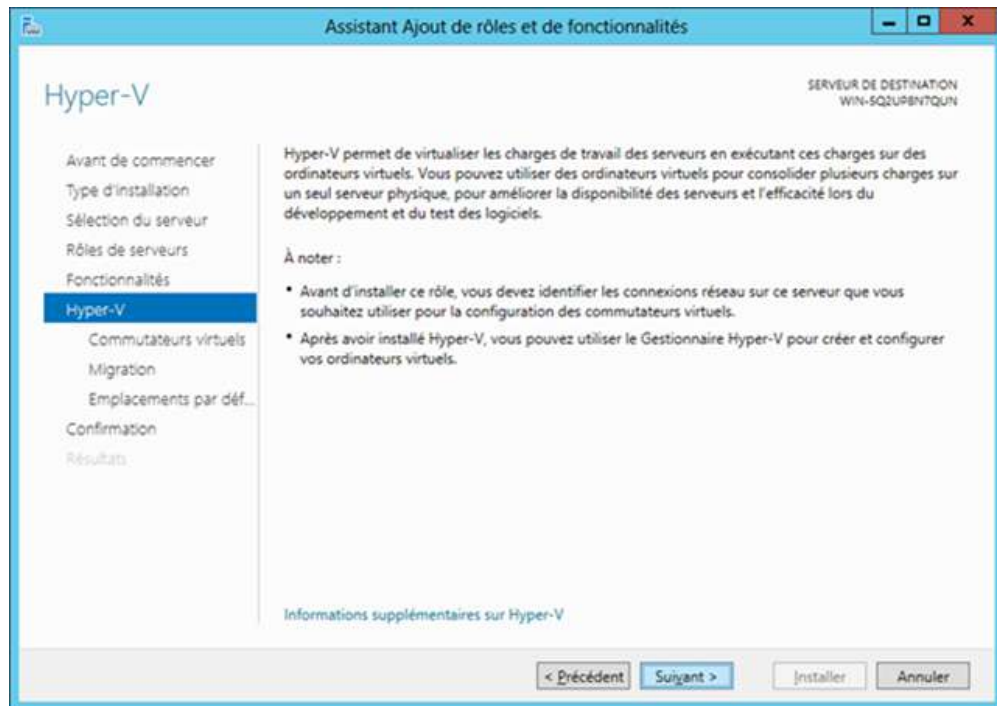 Assistant Ajout de rôles et de fonctionnalités
Hyper-V
SERVEUR DE DESTINATION
WIN-SQ2UP8N7QUN
Avant de commencer
Type d'installation
Sélection du serveur
Rôles de serveurs
Fonctionnalités
Hyper-V
Commutateurs virtuels
Migration
Emplacements par déf...
Confirmation
Résultats
Hyper-V permet de virtualiser les charges de travail des serveurs en exécutant ces charges sur des
ordinateurs virtuels. Vous pouvez utiliser des ordinateurs virtuels pour consolider plusieurs charges sur
un seul serveur physique, pour améliorer la disponibilité des serveurs et l'efficacité lors du
développement et du test des logiciels.
À noter :
• Avant d'installer ce rôle, vous devez identifier les connexions réseau sur ce serveur que vous
souhaitez utiliser pour la configuration des commutateurs virtuels.
• Après avoir installé Hyper-V, vous pouvez utiliser le Gestionnaire Hyper-V pour créer et configurer
vos ordinateurs virtuels.
Informations supplémentaires sur Hyper-V
< Précédent
Suivant >
Installer
Annuler